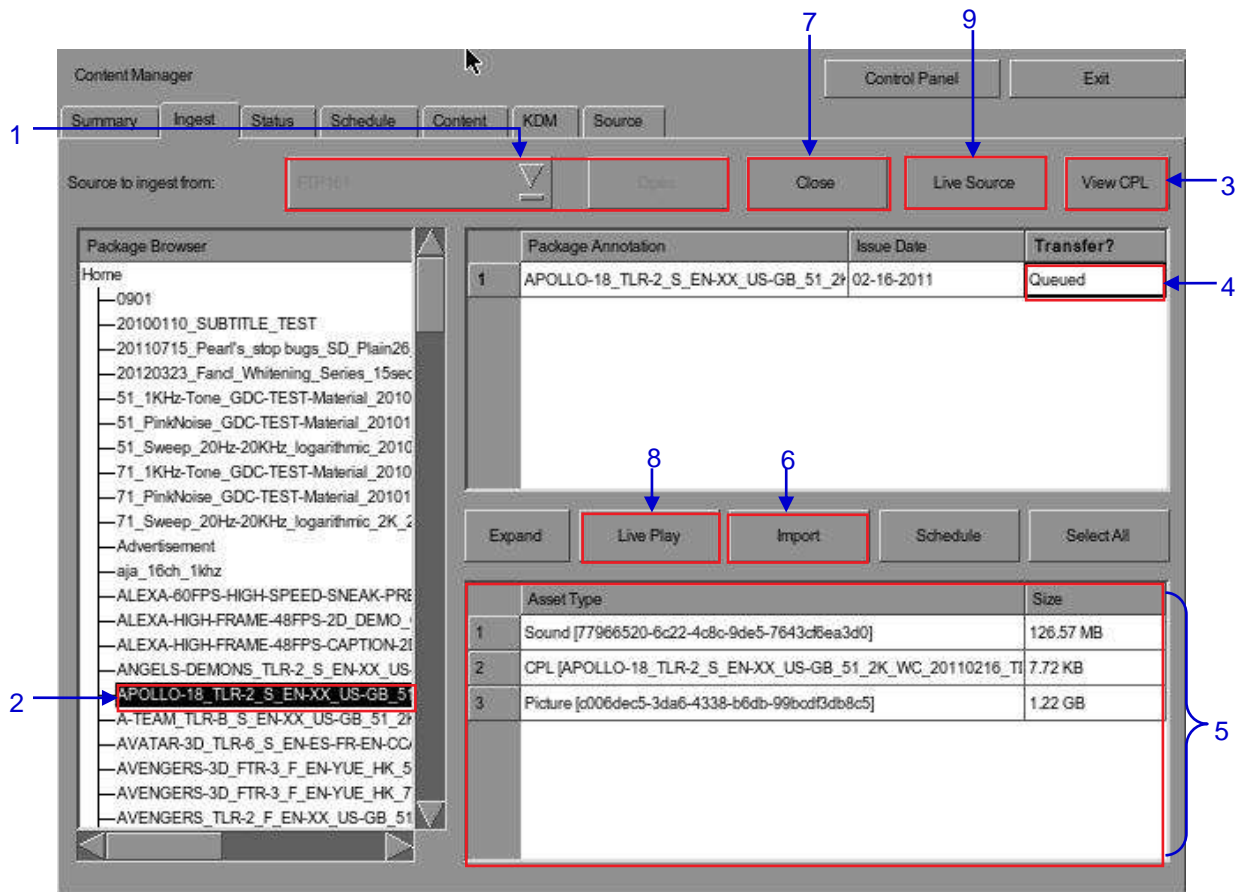 7
9
Content Manager
Control Panel
Exit
Summary
Ingest
Status
Schedule
Content
KDM
Source
1
Source to ingest from:
FTP161
Open
Close
Live Source
View CPL
3
Package Browser
Home
0901
20100110_SUBTITLE_TEST
20110715_Pearl's_stop bugs_SD_Plain26
20120323_Fancl_Whitening_Series_15sec
51_1KHz-Tone_GDC-TEST-Material_2010
51_PinkNoise_GDC-TEST-Material_20101
51_Sweep_20Hz-20KHz_logarithmic_2010
71_1KHz-Tone_GDC-TEST-Material_2010
71_PinkNoise_GDC-TEST-Material_20101
71_Sweep_20Hz-20KHz_logarithmic_2K_2
Advertisement
aja_16ch_1khz
ALEXA-60FPS-HIGH-SPEED-SNEAK-PRE
ALEXA-HIGH-FRAME-48FPS-2D_DEMO_
ALEXA-HIGH-FRAME-48FPS-CAPTION-2D
ANGELS-DEMONS_TLR-2_S_EN-XX_US-
2
APOLLO-18_TLR-2_S_EN-XX_US-GB_51
A-TEAM_TLR-B_S_EN-XX_US-GB_51_2K
AVATAR-3D_TLR-6_S_EN-ES-FR-EN-CC
AVENGERS-3D_FTR-3_F_EN-YUE_HK_5
AVENGERS-3D_FTR-3_F_EN-YUE_HK_7
AVENGERS_TLR-2_F_EN-XX_US-GB_51
Package Annotation
Issue Date
Transfer?
1
APOLLO-18_TLR-2_S_EN-XX_US-GB_51_2K
02-16-2011
Queued
4
8
6
Expand
Live Play
Import
Schedule
Select All
Asset Type
Size
1
Sound [77966520-6c22-4c8c-9de5-7643cf6ea3d0]
126.57 MB
2
CPL [APOLLO-18_TLR-2_S_EN-XX_US-GB_51_2K_WC_20110216_TI
7.72 KB
3
Picture [c006dec5-3da6-4338-b6db-99bcdf3db8c5]
1.22 GB
5